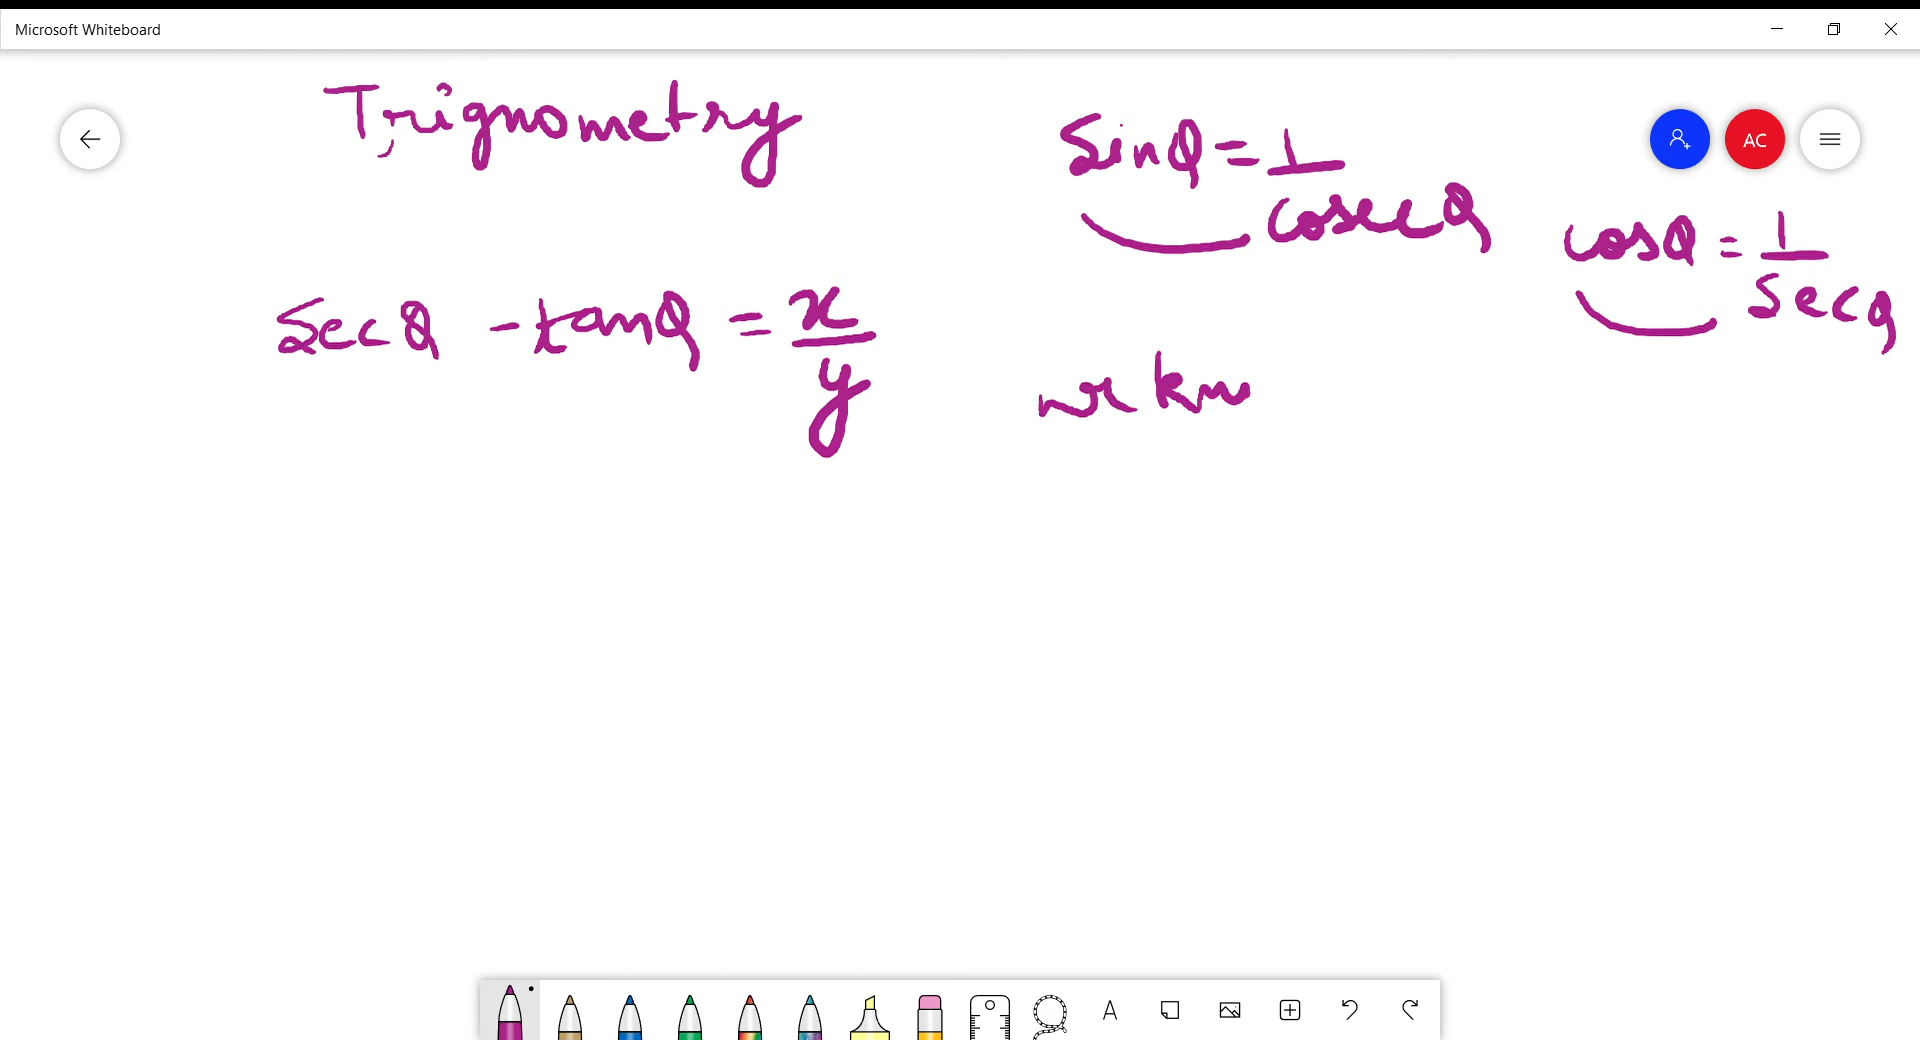 Microsoft Whiteboard
Trignometry
sinθ = 1/cosecθ
AC
cosθ = 1/secθ
secθ - tanθ = x/y
A